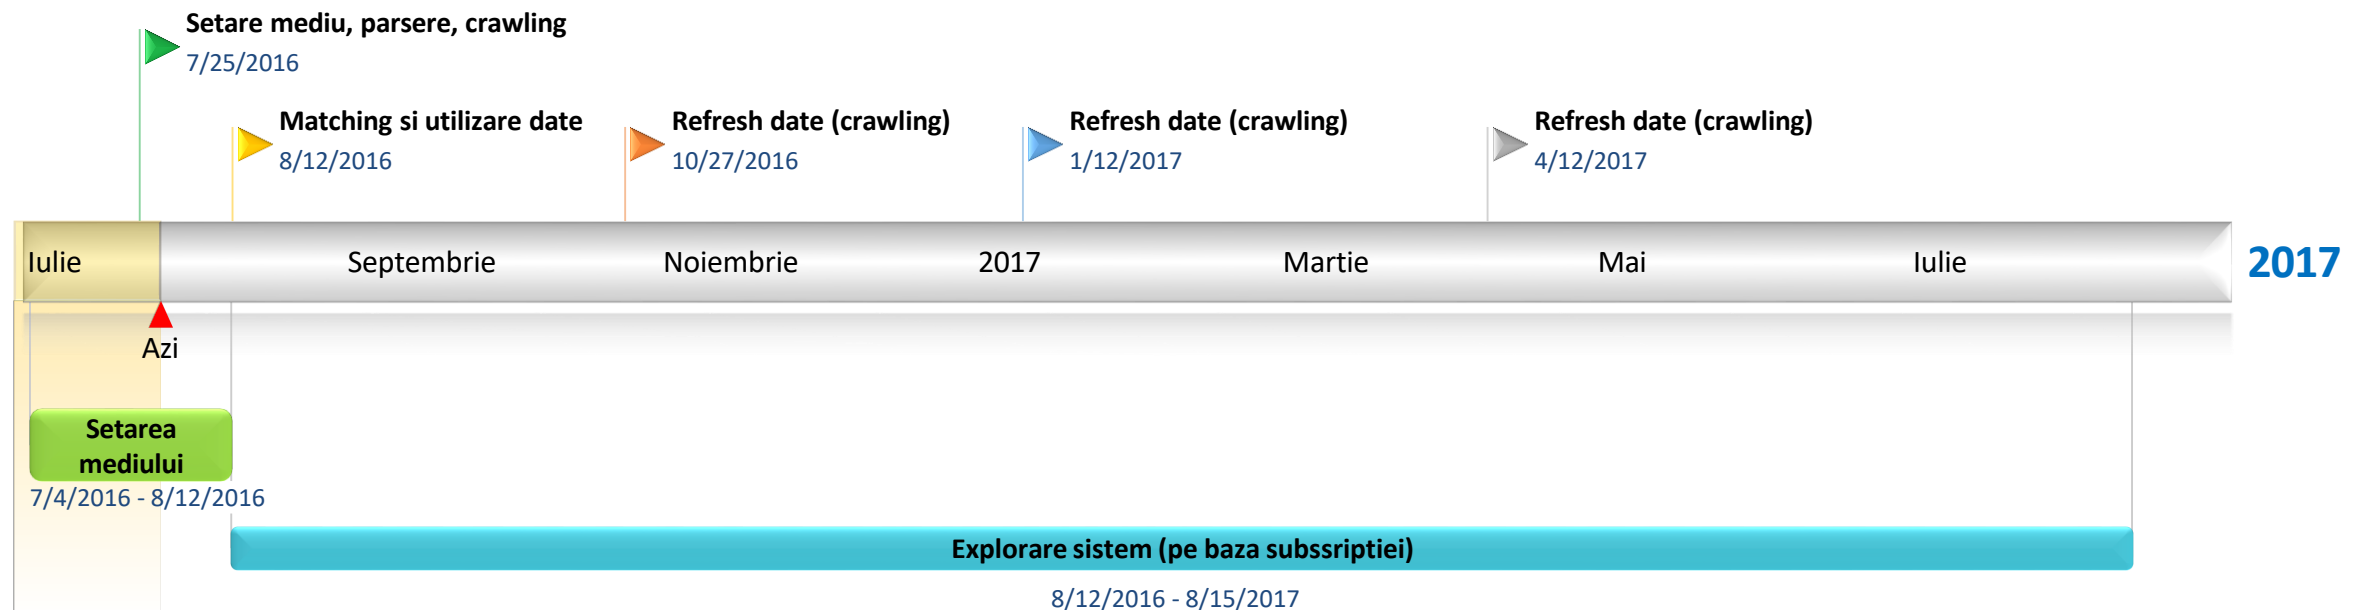 Setare mediu, parsere, crawling
7/25/2016
Matching si utilizare date
8/12/2016
Refresh date (crawling)
10/27/2016
Refresh date (crawling)
1/12/2017
Refresh date (crawling)
4/12/2017
Iulie
Septembrie
Noiembrie
2017
Martie
Mai
Iulie
2017
Azi
Setarea
mediului
7/4/2016 - 8/12/2016
Explorare sistem (pe baza subssriptiei)
8/12/2016 - 8/15/2017